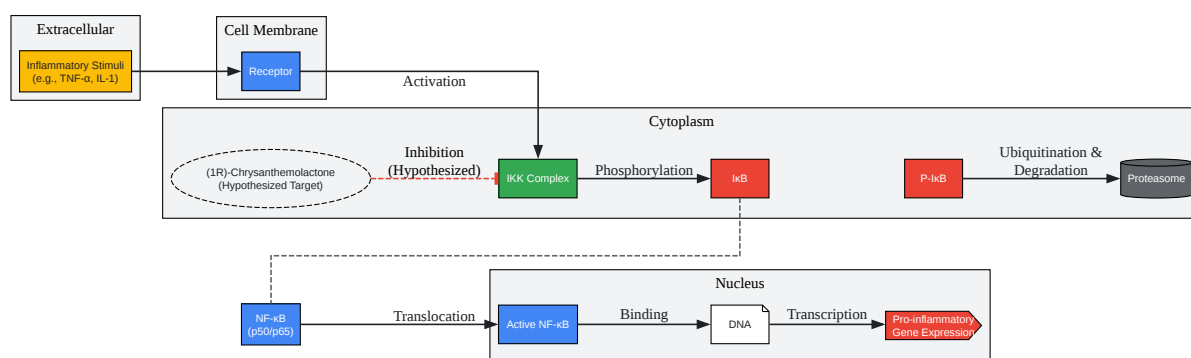 Extracellular
Cell Membrane
Inflammatory Stimuli
(e.g., TNF-α, IL-1)
Receptor
Activation
Cytoplasm
(1R)-Chrysanthemolactone
(Hypothesized Target)
Inhibition
(Hypothesized)
IKK Complex
Phosphorylation
IκB
P-IκB
Ubiquitination &
Degradation
Proteasome
Nucleus
NF-κB
(p50/p65)
Translocation
Active NF-κB
Binding
DNA
Transcription
Pro-inflammatory
Gene Expression